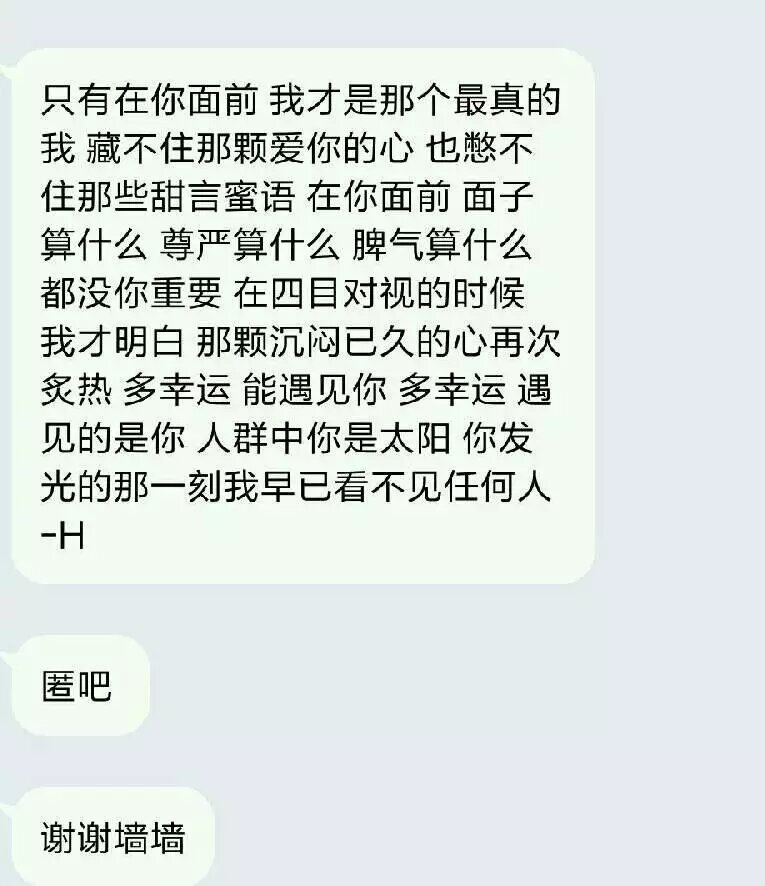 只有在你面前 我才是那个最真的
我 藏不住那颗爱你的心 也憋不
住那些甜言蜜语 在你面前 面子
算什么 尊严算什么 脾气算什么
都没你重要 在四目对视的时候
我才明白 那颗沉闷已久的心再次
炙热 多幸运 能遇见你 多幸运 遇
见的是你 人群中你是太阳 你发
光的那一刻我早已看不见任何人
-H
匿吧
谢谢墙墙